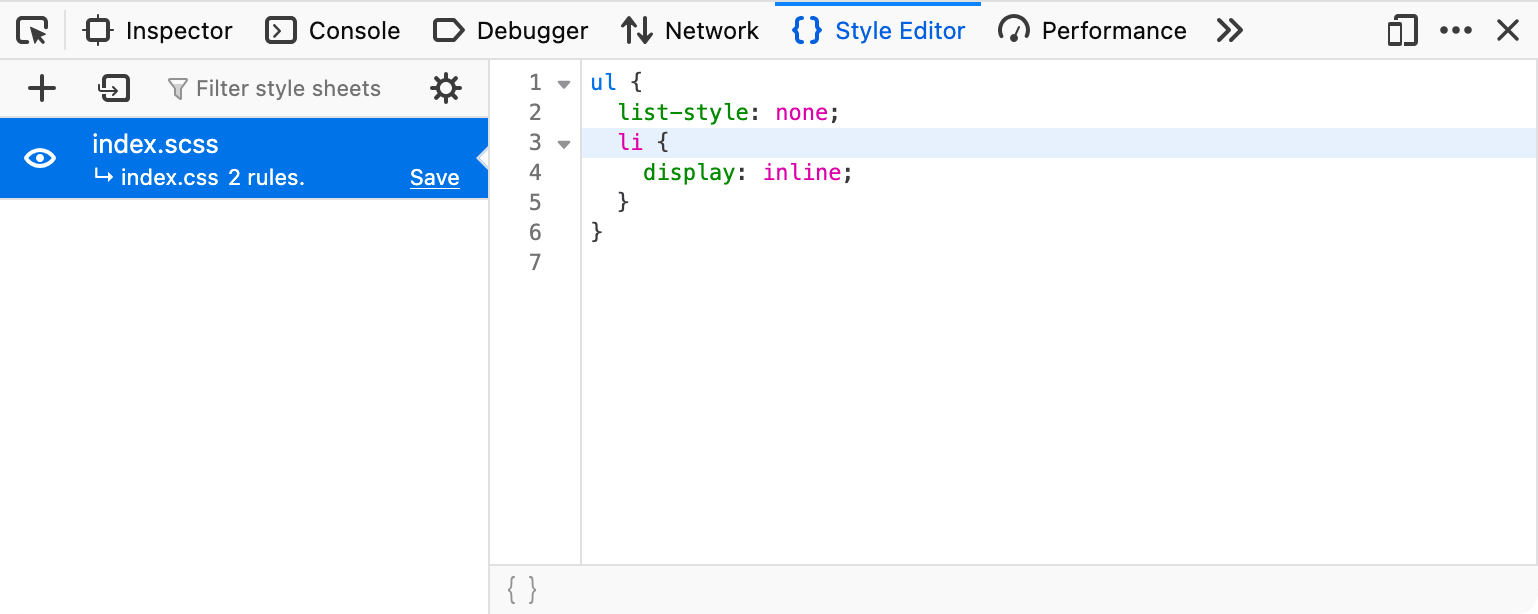 Inspector Console Debugger Network {} Style Editor Performance
Filter style sheets
index.scss
↳ index.css 2 rules. Save
1 ul {
2   list-style: none;
3   li {
4     display: inline;
5   }
6 }
7
{ }